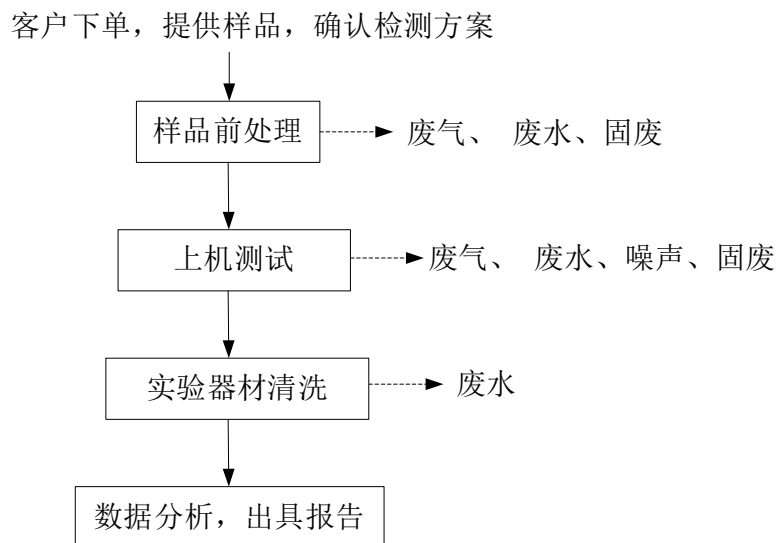 客户下单，提供样品，确认检测方案
样品前处理
废气、 废水、固废
上机测试
废气、 废水、噪声、固废
实验器材清洗
废水
数据分析，出具报告